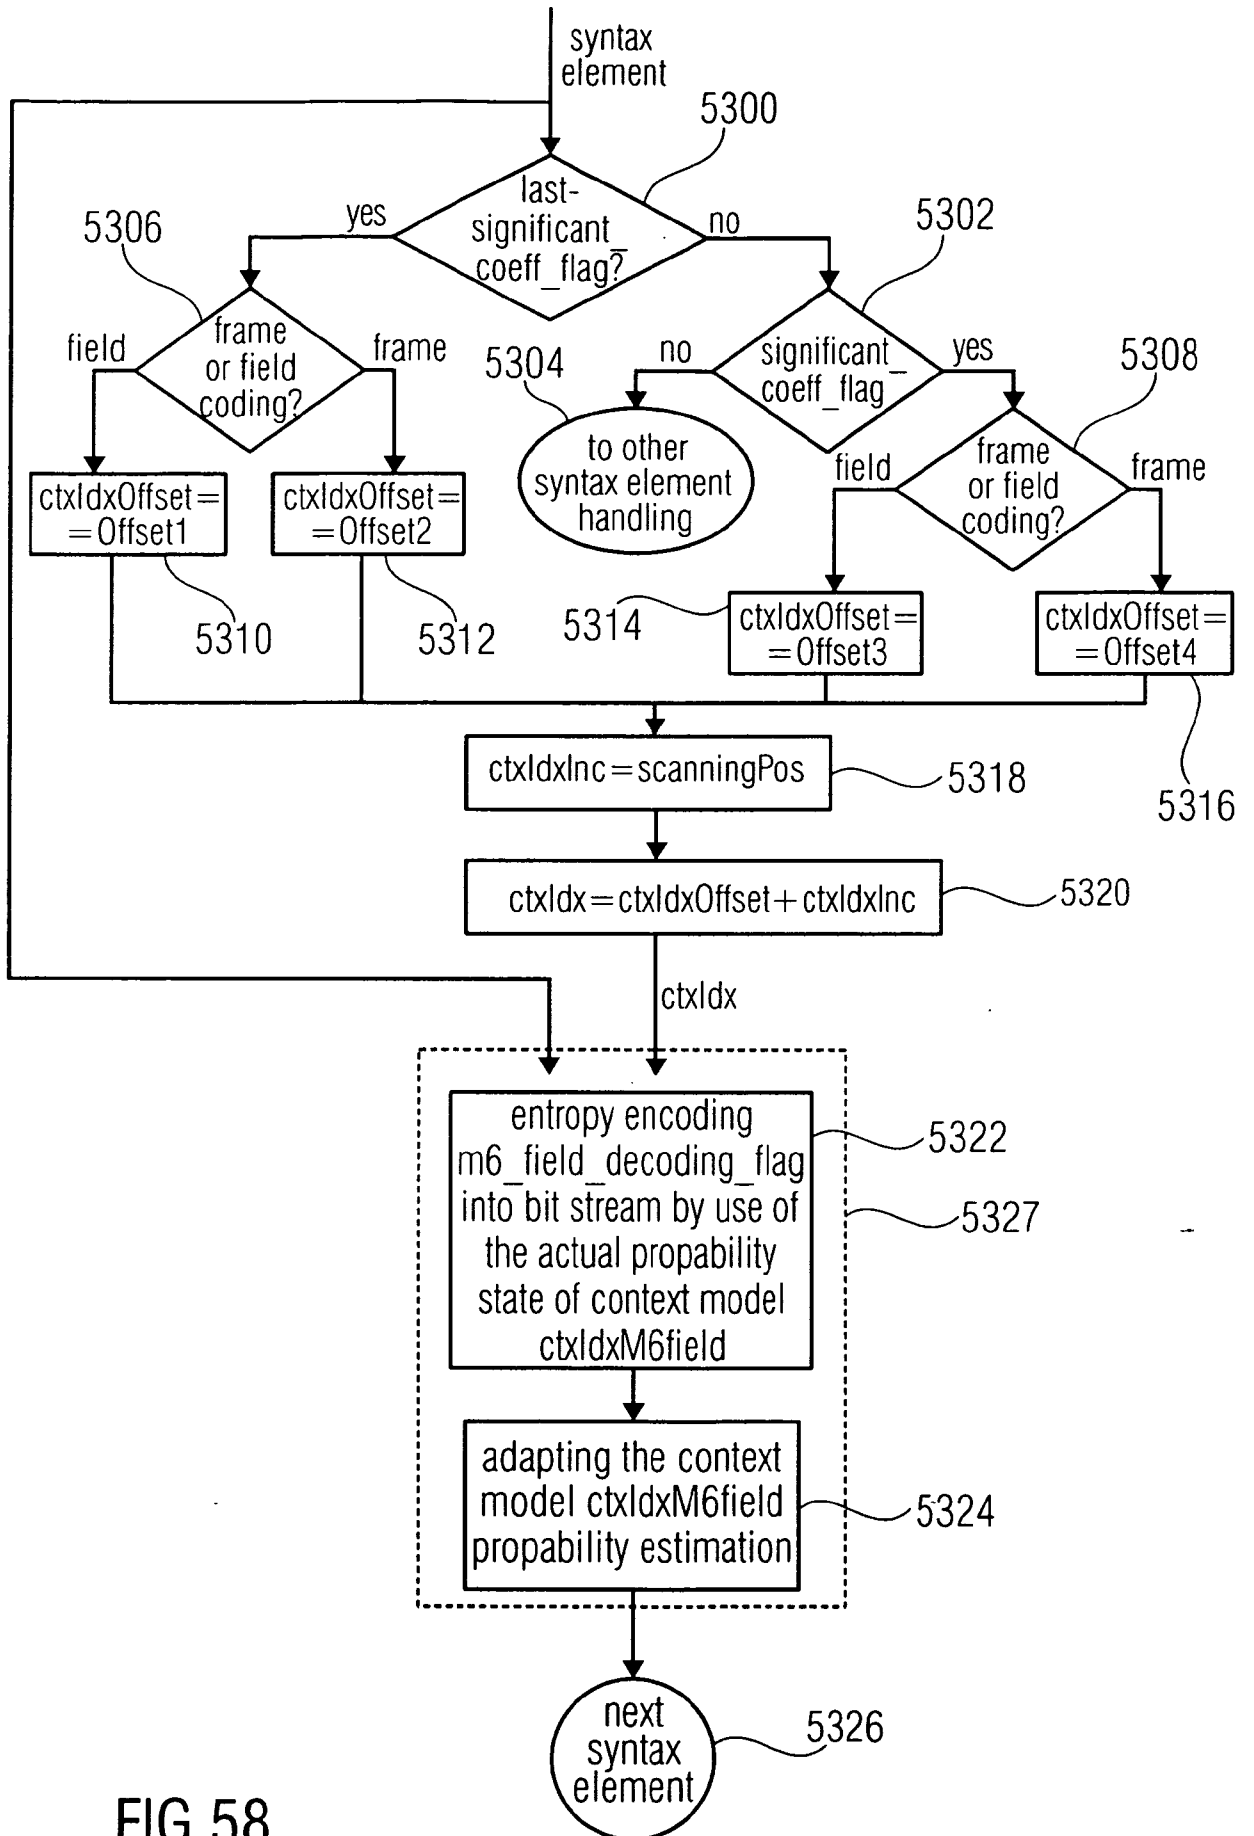 syntax
element
5300
last-
significant_
coeff_flag?
yes
no
5306
5302
frame
or field
coding?
field
frame
5304
no
significant_
coeff_flag
yes
5308
to other
syntax element
handling
field
frame
or field
coding?
frame
ctxIdxOffset=
=Offset1
ctxIdxOffset=
=Offset2
5310
5312
5314
ctxIdxOffset=
=Offset3
ctxIdxOffset=
=Offset4
5316
ctxIdxInc=scanningPos
5318
ctxIdx=ctxIdxOffset+ctxIdxInc
5320
ctxIdx
entropy encoding
m6_field_decoding_flag
into bit stream by use of
the actual propability
state of context model
ctxIdxM6field
5322
5327
adapting the context
model ctxIdxM6field
propability estimation
5324
next
syntax
element
5326
FIG 58